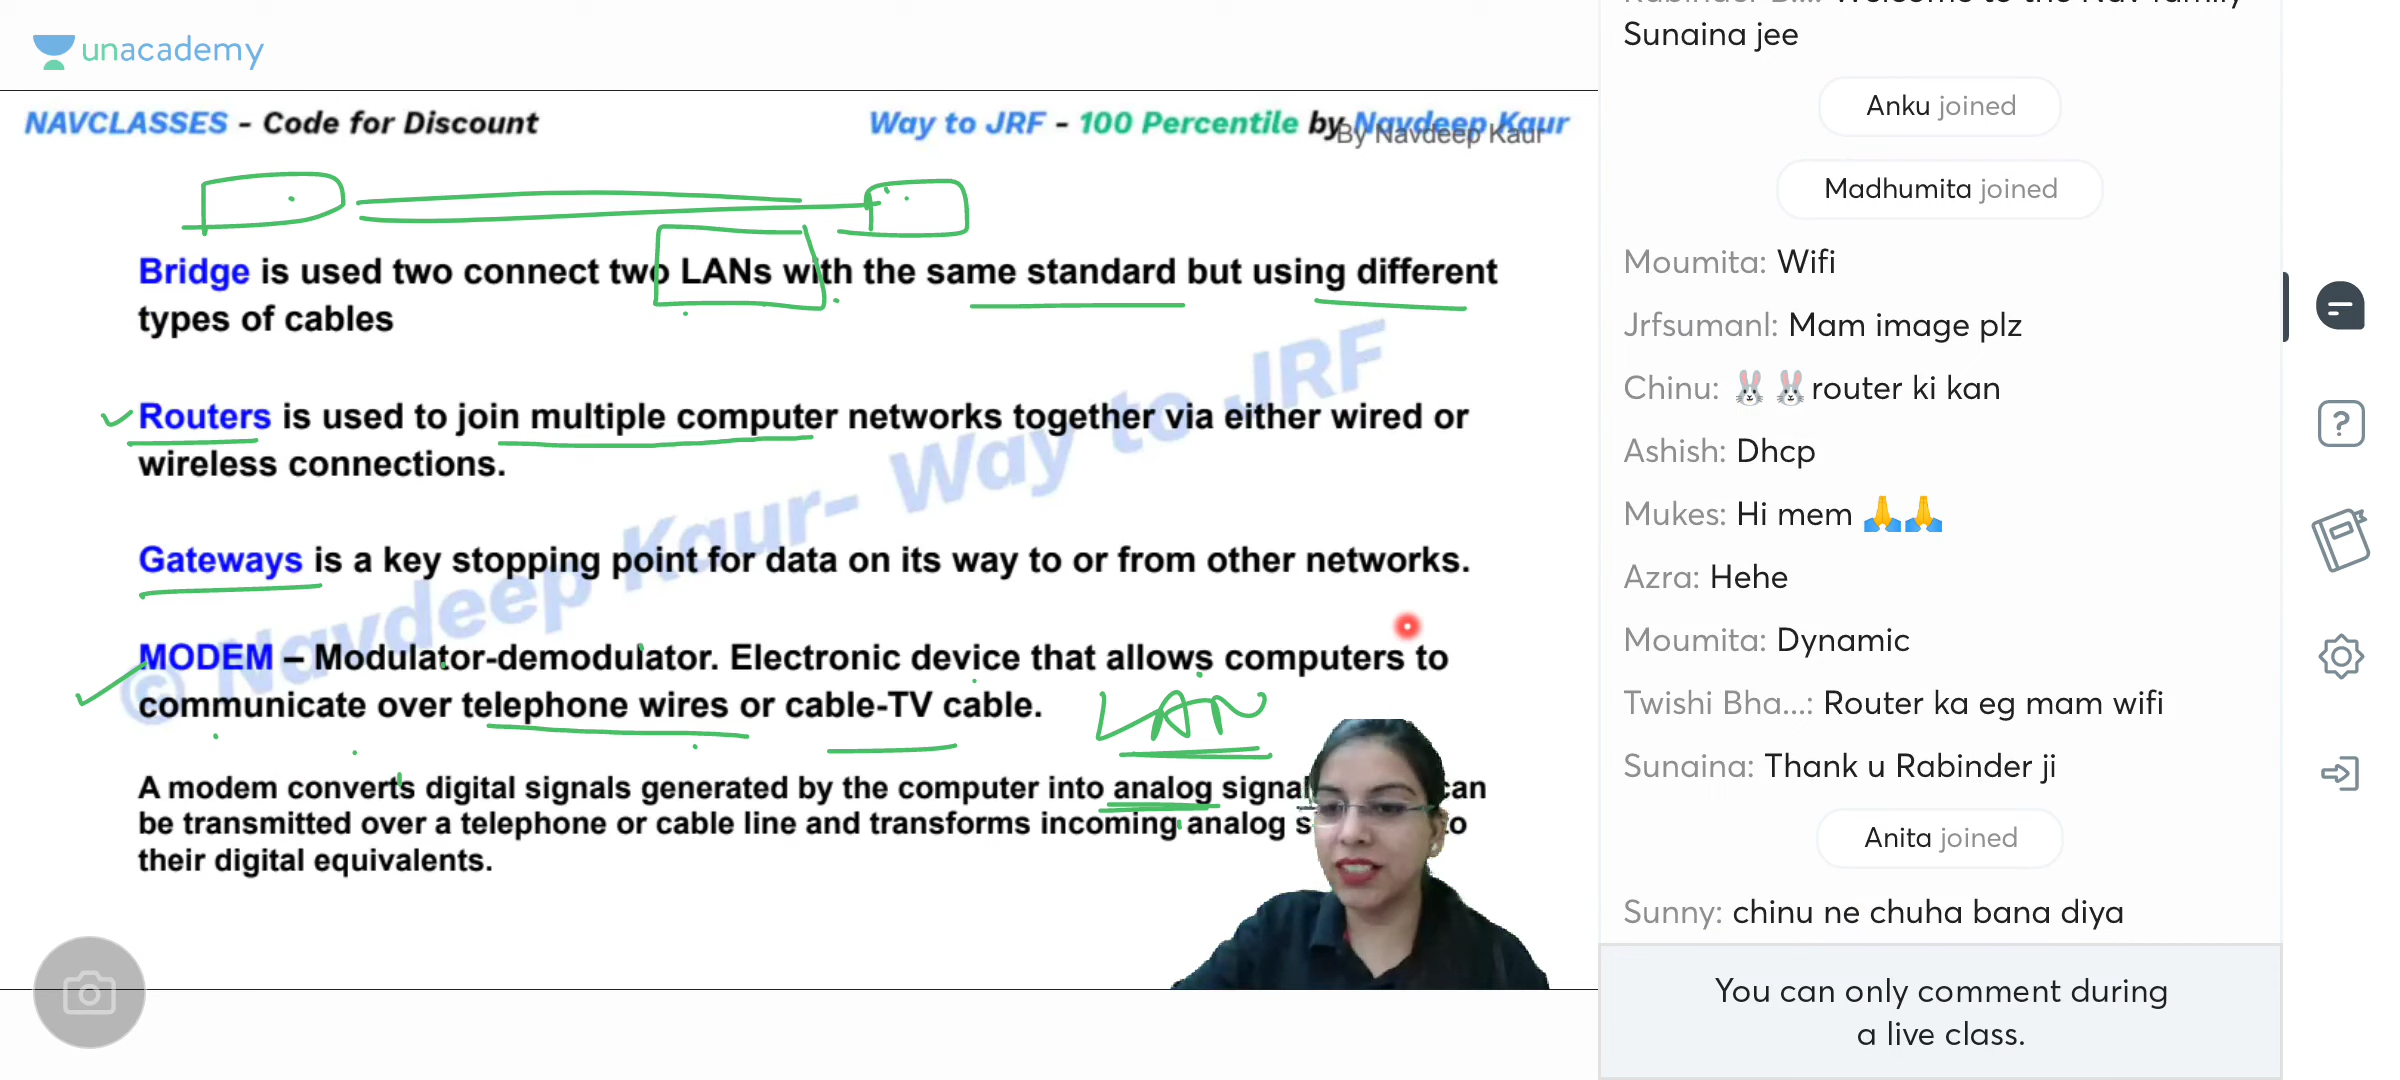 unacademy
NAVCLASSES - Code for Discount
Way to JRF - 100 Percentile by Navdeep Kaur
By Navdeep Kaur
Bridge is used two connect two LANs with the same standard but using different
types of cables
Routers is used to join multiple computer networks together via either wired or
wireless connections.
Gateways is a key stopping point for data on its way to or from other networks.
MODEM – Modulator-demodulator. Electronic device that allows computers to
communicate over telephone wires or cable-TV cable.
LAN
A modem converts digital signals generated by the computer into analog signal can
be transmitted over a telephone or cable line and transforms incoming analog
their digital equivalents.
© Navdeep Kaur- Way to JRF
Sunaina jee
Anku joined
Madhumita joined
Moumita: Wifi
Jrfsumanl: Mam image plz
Chinu: 🐰 🐰 router ki kan
Ashish: Dhcp
Mukes: Hi mem 🙏🙏
Azra: Hehe
Moumita: Dynamic
Twishi Bha...: Router ka eg mam wifi
Sunaina: Thank u Rabinder ji
Anita joined
Sunny: chinu ne chuha bana diya
You can only comment during
a live class.